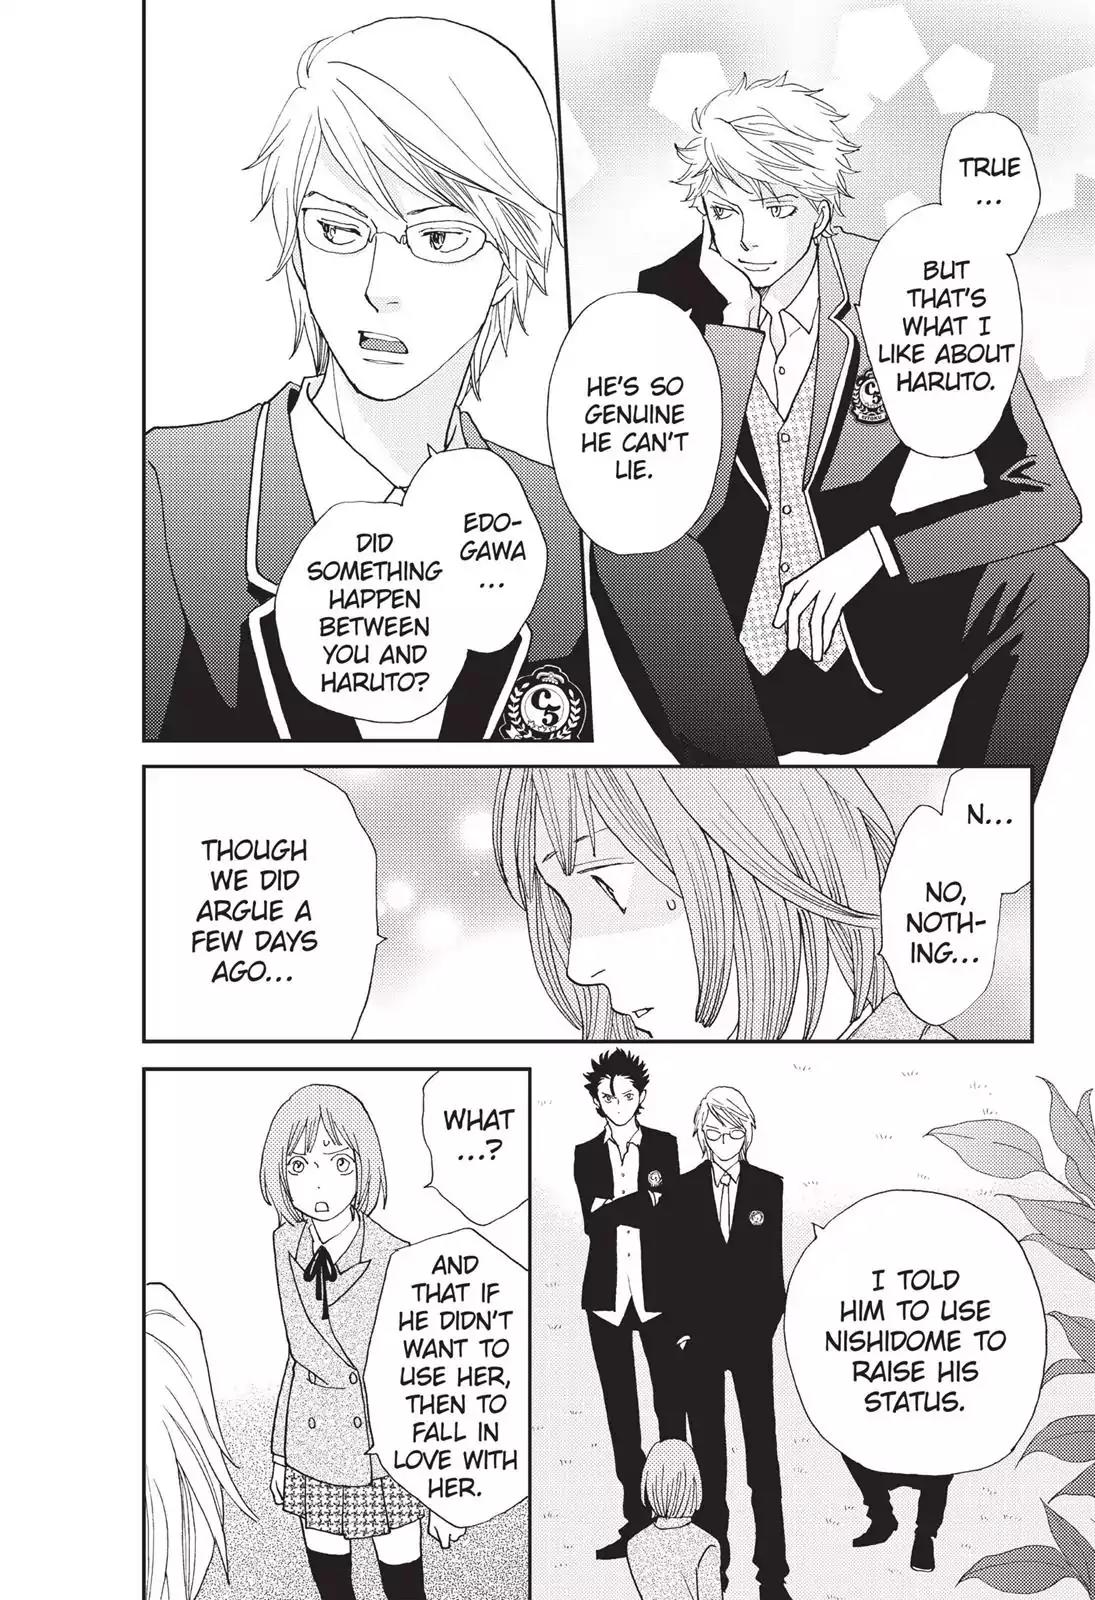 TRUE
...
BUT
THAT'S
WHAT I
LIKE ABOUT
HARUTO.
HE'S SO
GENUINE
HE CAN'T
LIE.
EDO-
GAWA
...
DID
SOMETHING
HAPPEN
BETWEEN
YOU AND
HARUTO?
C5
C5
N...
NO,
NOTH-
ING...
THOUGH
WE DID
ARGUE A
FEW DAYS
AGO...
I TOLD
HIM TO USE
NISHIDOME TO
RAISE HIS
STATUS.
WHAT
...?
AND
THAT IF
HE DIDN'T
WANT TO
USE HER,
THEN TO
FALL IN
LOVE WITH
HER.